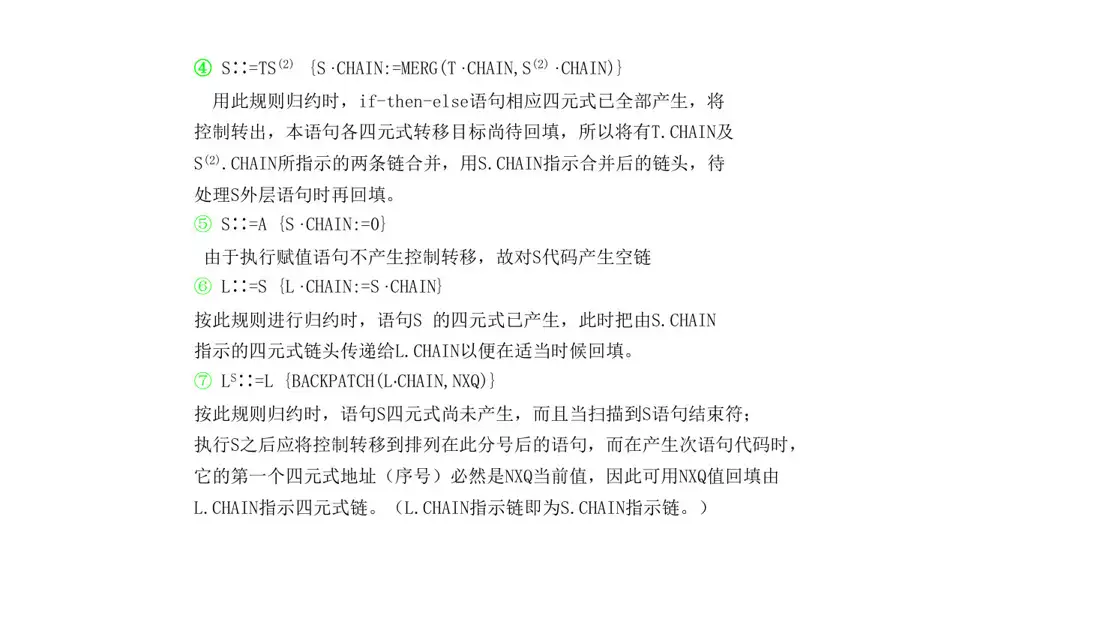 ④ S∷=TS⁽²⁾ {S·CHAIN:=MERG(T·CHAIN,S⁽²⁾·CHAIN)}
用此规则归约时，if-then-else语句相应四元式已全部产生，将
控制转出，本语句各四元式转移目标尚待回填，所以将有T.CHAIN及
S⁽²⁾.CHAIN所指示的两条链合并，用S.CHAIN指示合并后的链头，待
处理S外层语句时再回填。
⑤ S∷=A {S·CHAIN:=0}
由于执行赋值语句不产生控制转移，故对S代码产生空链
⑥ L∷=S {L·CHAIN:=S·CHAIN}
按此规则进行归约时，语句S 的四元式已产生，此时把由S.CHAIN
指示的四元式链头传递给L.CHAIN以便在适当时候回填。
⑦ Lˢ∷=L {BACKPATCH(L·CHAIN,NXQ)}
按此规则归约时，语句S四元式尚未产生，而且当扫描到S语句结束符；
执行S之后应将控制转移到排列在此分号后的语句，而在产生次语句代码时，
它的第一个四元式地址（序号）必然是NXQ当前值，因此可用NXQ值回填由
L.CHAIN指示四元式链。（L.CHAIN指示链即为S.CHAIN指示链。）